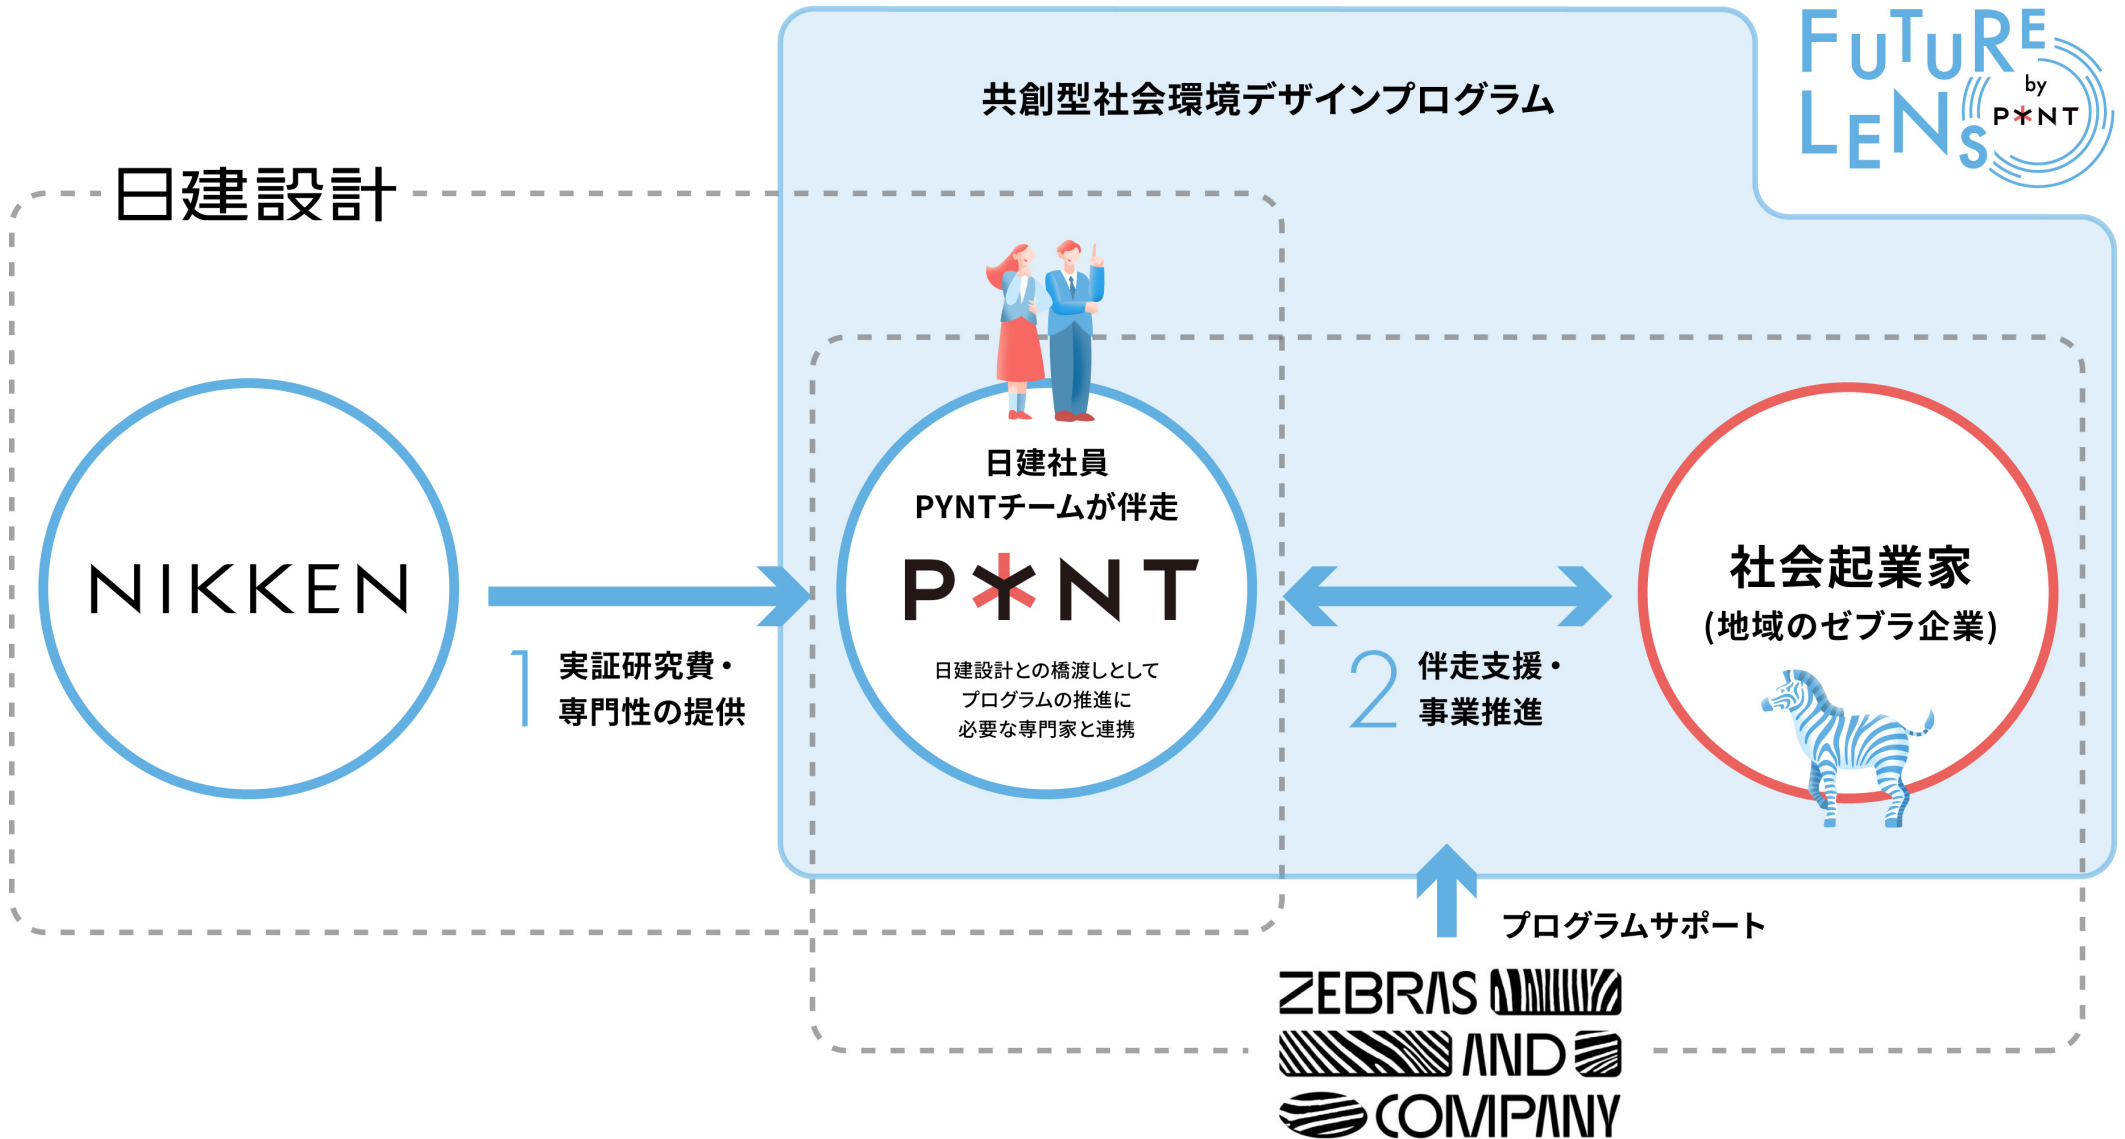 FUTURE
LENS
by
PYNT
共創型社会環境デザインプログラム
日建設計
NIKKEN
1
実証研究費・
専門性の提供
日建社員
PYNTチームが伴走
PYNT
日建設計との橋渡しとして
プログラムの推進に
必要な専門家と連携
2
伴走支援・
事業推進
社会起業家
(地域のゼブラ企業)
プログラムサポート
ZEBRAS
AND
COMPANY